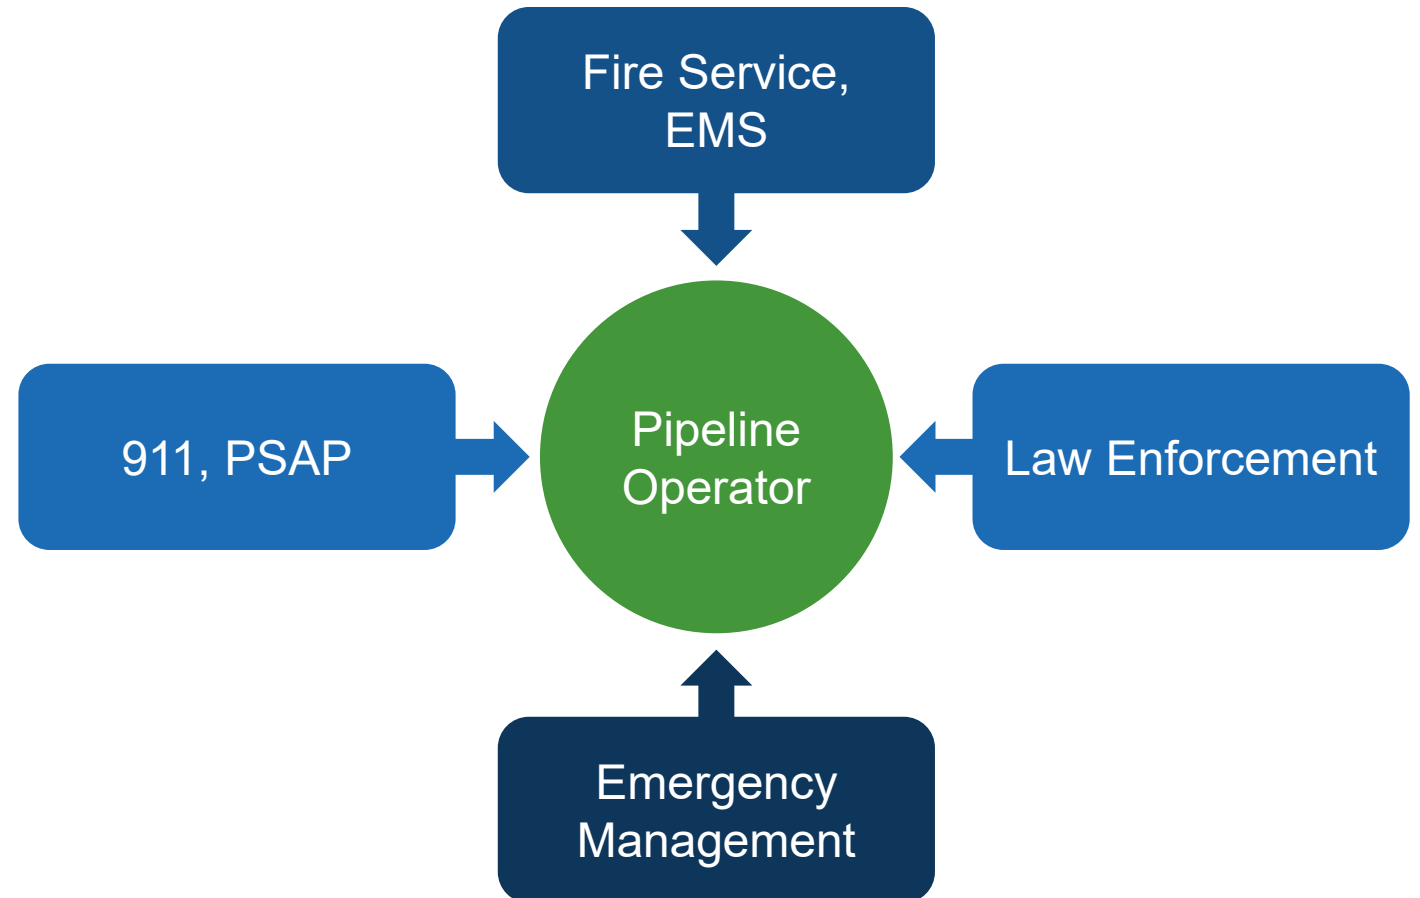 Fire Service,
EMS
911, PSAP
Pipeline
Operator
Law Enforcement
Emergency
Management